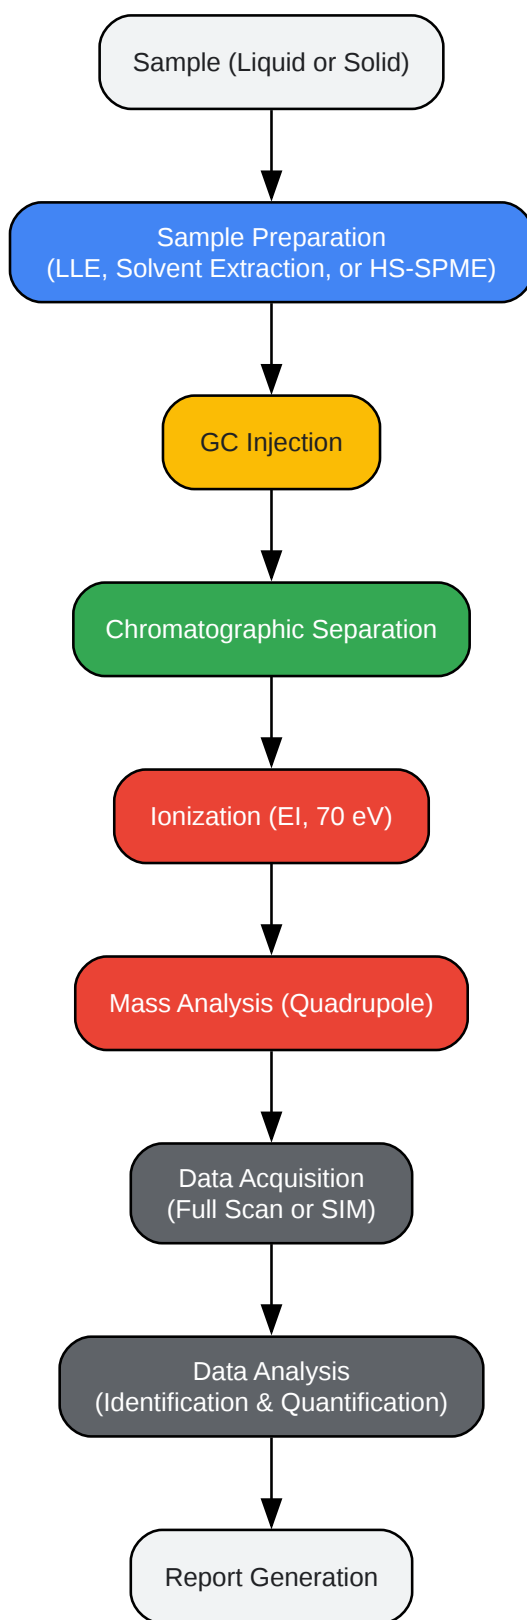 Sample (Liquid or Solid)
Sample Preparation
(LLE, Solvent Extraction, or HS-SPME)
GC Injection
Chromatographic Separation
Ionization (EI, 70 eV)
Mass Analysis (Quadrupole)
Data Acquisition
(Full Scan or SIM)
Data Analysis
(Identification & Quantification)
Report Generation